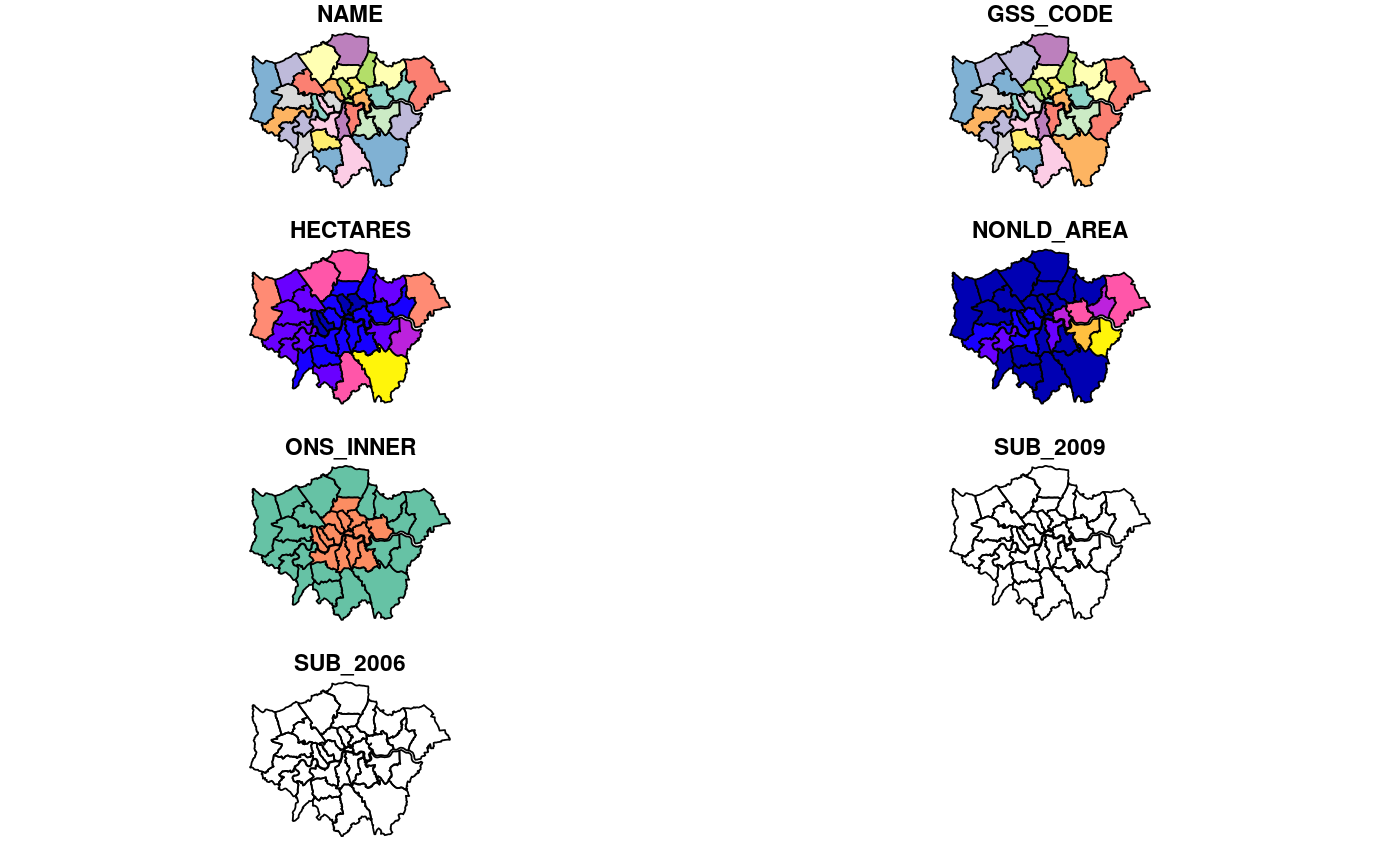 NAME
GSS_CODE
HECTARES
NONLD_AREA
ONS_INNER
SUB_2009
SUB_2006